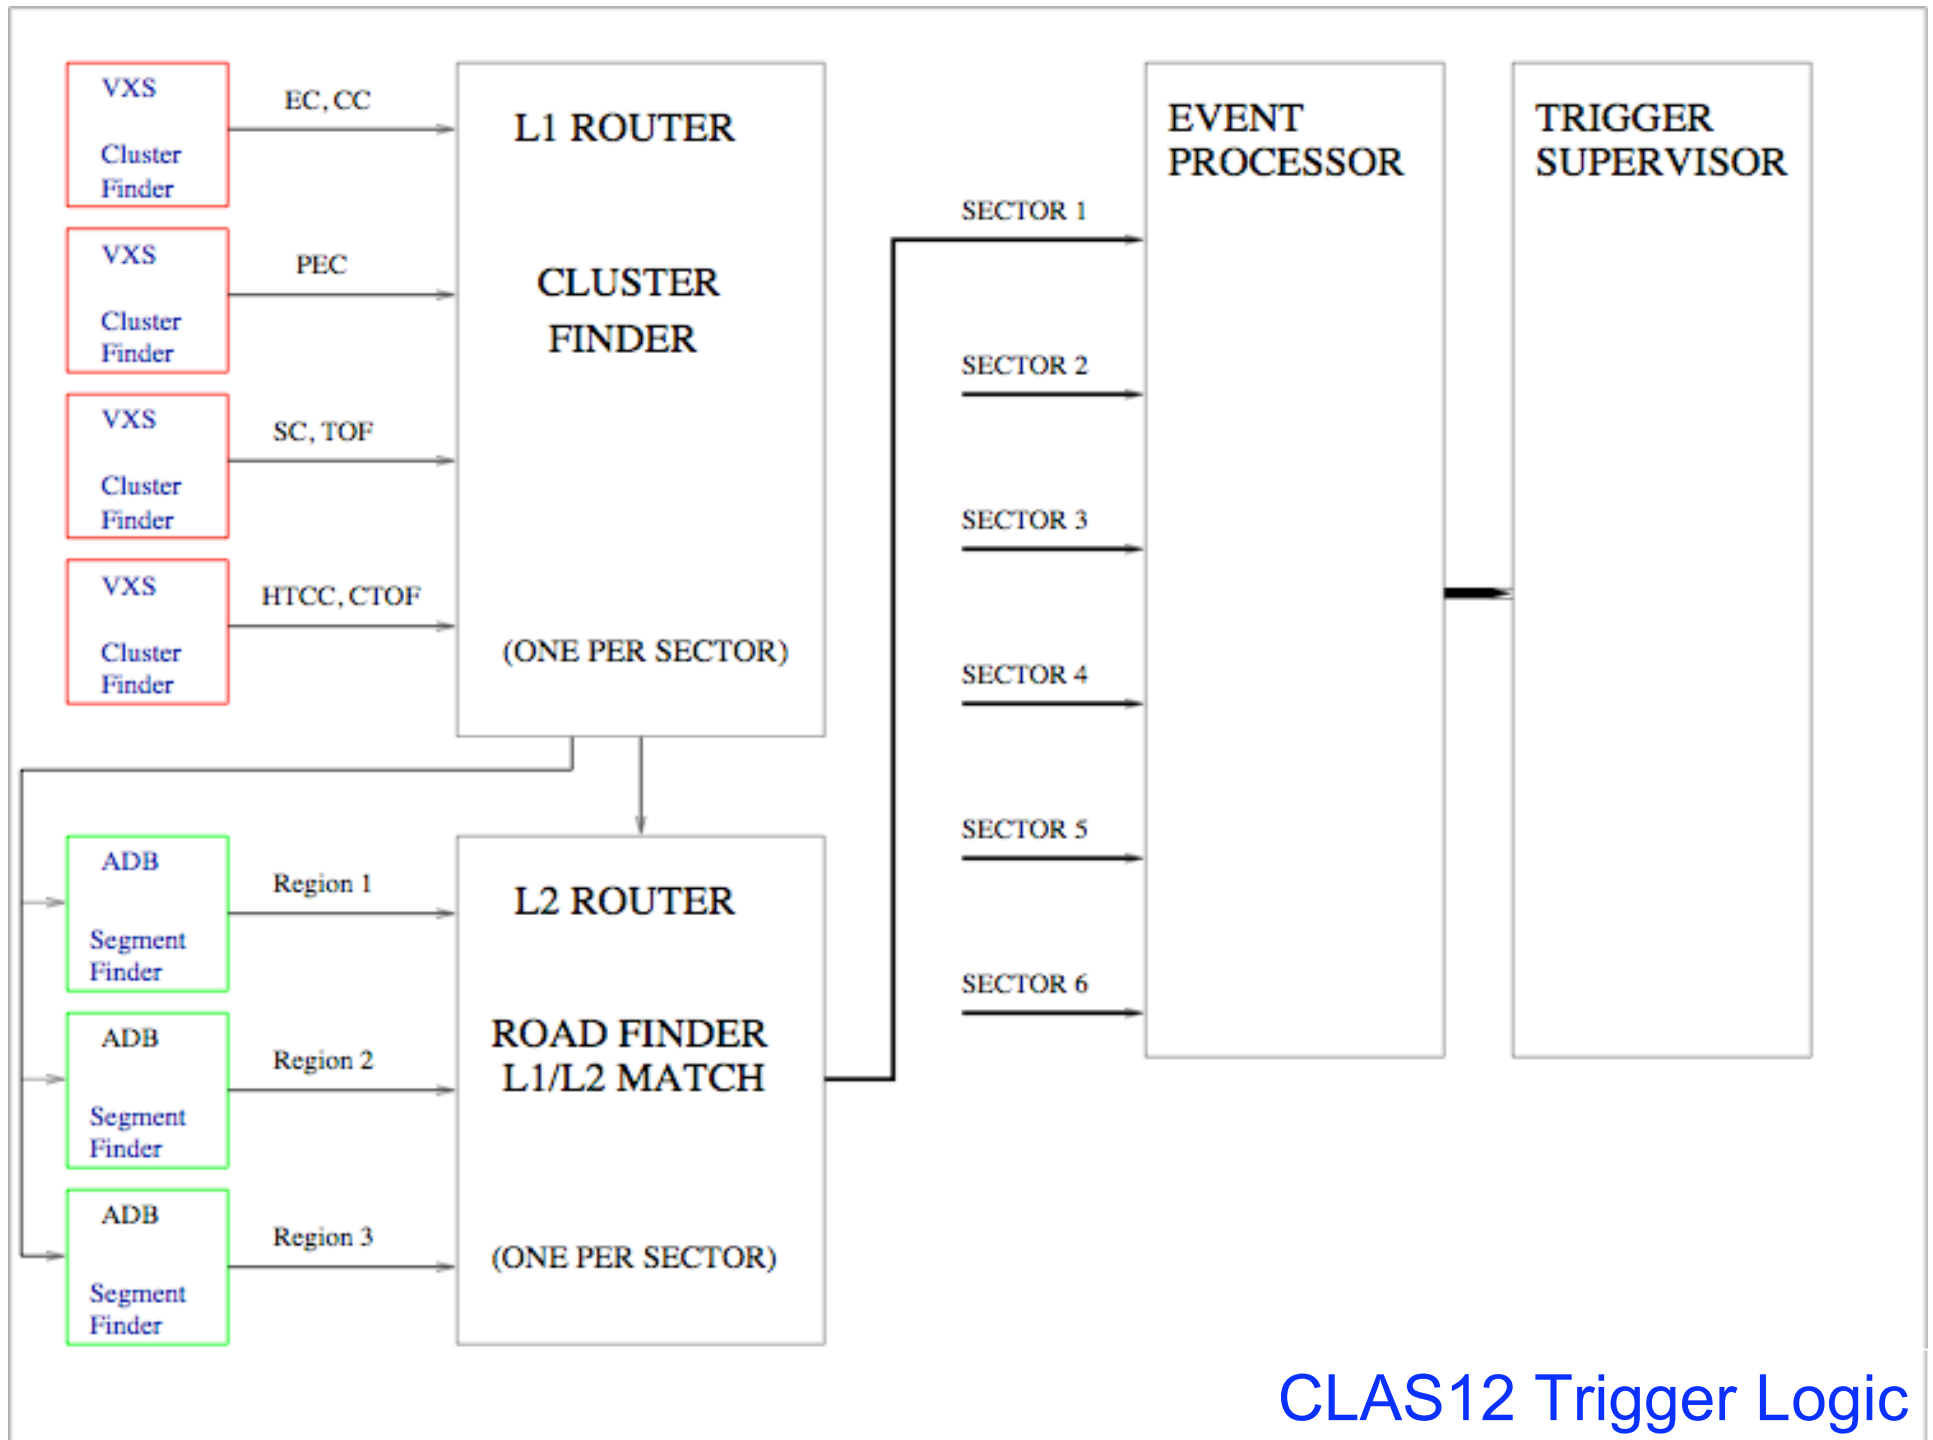 VXS
Cluster
Finder
EC, CC
VXS
Cluster
Finder
PEC
VXS
Cluster
Finder
SC, TOF
VXS
Cluster
Finder
HTCC, CTOF
L1 ROUTER
CLUSTER
FINDER
(ONE PER SECTOR)
ADB
Segment
Finder
Region 1
ADB
Segment
Finder
Region 2
ADB
Segment
Finder
Region 3
L2 ROUTER
ROAD FINDER
L1/L2 MATCH
(ONE PER SECTOR)
SECTOR 1
SECTOR 2
SECTOR 3
SECTOR 4
SECTOR 5
SECTOR 6
EVENT
PROCESSOR
TRIGGER
SUPERVISOR
CLAS12 Trigger Logic